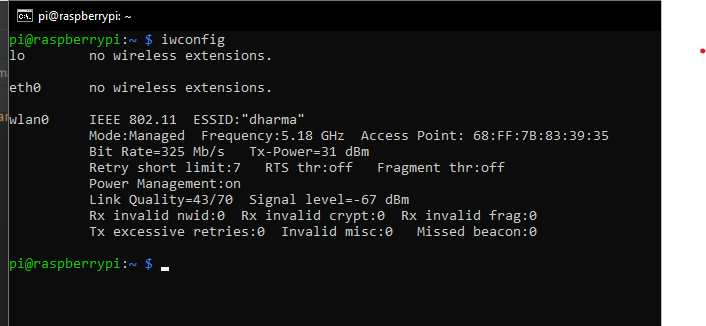 pi@raspberrypi: ~
pi@raspberrypi:~ $ iwconfig
lo        no wireless extensions.
eth0      no wireless extensions.
wlan0     IEEE 802.11  ESSID:"dharma"
          Mode:Managed  Frequency:5.18 GHz  Access Point: 68:FF:7B:83:39:35
          Bit Rate=325 Mb/s   Tx-Power=31 dBm
          Retry short limit:7   RTS thr:off   Fragment thr:off
          Power Management:on
          Link Quality=43/70  Signal level=-67 dBm
          Rx invalid nwid:0  Rx invalid crypt:0  Rx invalid frag:0
          Tx excessive retries:0  Invalid misc:0   Missed beacon:0
pi@raspberrypi:~ $